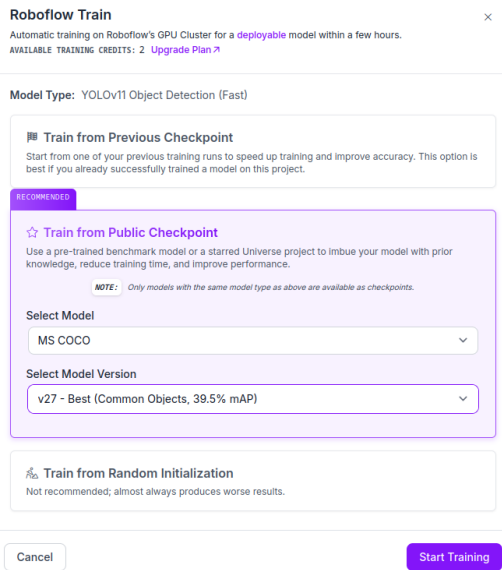 Roboflow Train
Automatic training on Roboflow's GPU Cluster for a deployable model within a few hours.
AVAILABLE TRAINING CREDITS: 2 Upgrade Plan
Model Type: YOLOv11 Object Detection (Fast)
Train from Previous Checkpoint
Start from one of your previous training runs to speed up training and improve accuracy. This option is
best if you already successfully trained a model on this project.
RECOMMENDED
Train from Public Checkpoint
Use a pre-trained benchmark model or a starred Universe project to imbue your model with prior
knowledge, reduce training time, and improve performance.
NOTE: Only models with the same model type as above are available as checkpoints.
Select Model
MS COCO
Select Model Version
v27 - Best (Common Objects, 39.5% mAP)
Train from Random Initialization
Not recommended; almost always produces worse results.
Cancel
Start Training